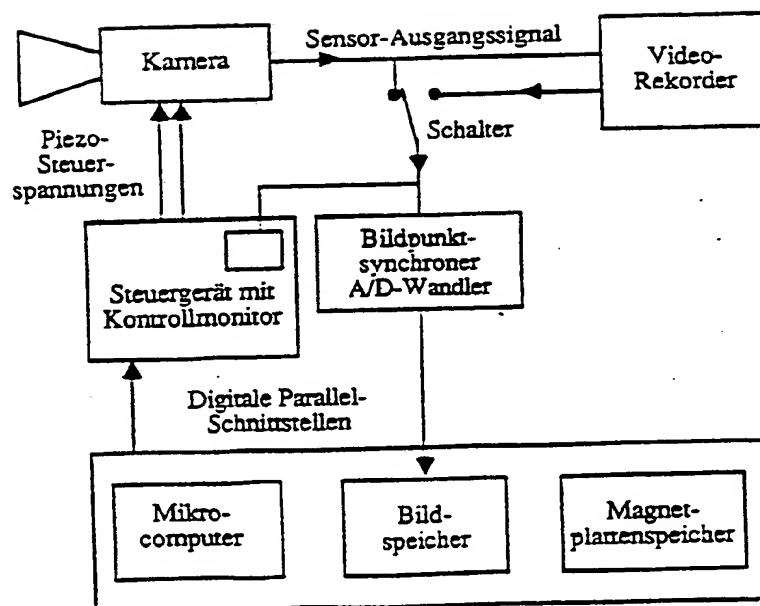 Sensor-Ausgangssignal
Kamera
Video-
Rekorder
Schalter
Piezo-
Steuer-
spannungen
Bildpunkt-
synchroner
A/D-Wandler
Steuergerät mit
Kontrollmonitor
Digitale Parallel-
Schnittstellen
Mikro-
computer
Bild-
speicher
Magnet-
plattenspeicher